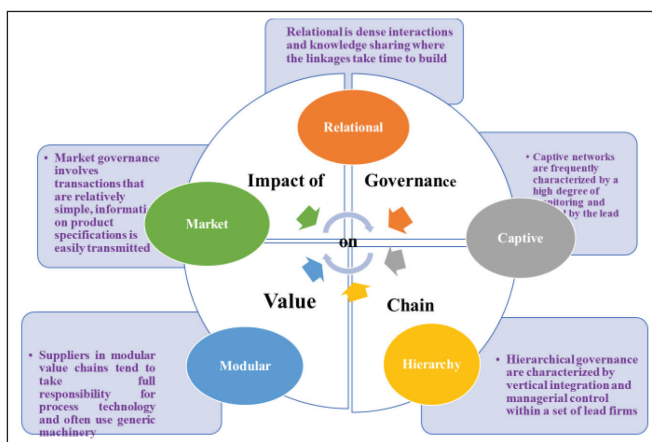 Relational is dense interactions
and knowledge sharing where
the linkages take time to build
Relational
• Market governance
involves
transactions that
are relatively
simple, informati
on product
specifications is
easily transmitted
Market
Impact of
Governance
• Captive networks are
frequently
characterized by a
high degree of
and
by the lead
Captive
on
Value
Chain
• Suppliers in modular
value chains tend to
take full
responsibility for
process technology
and often use generic
machinery
Modular
Hierarchy
• Hierarchical governance
are characterized by
vertical integration and
managerial control
within a set of lead firms